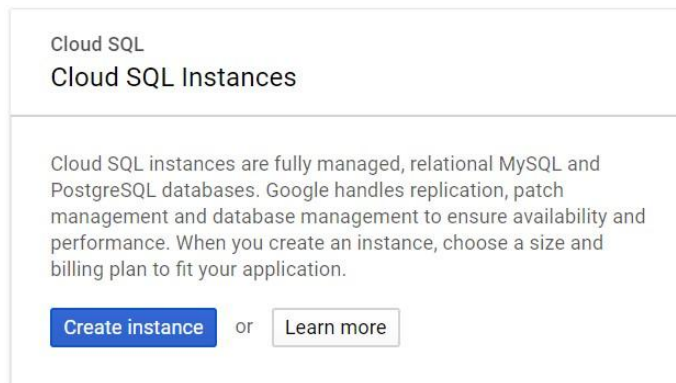 Cloud SQL
Cloud SQL Instances
Cloud SQL instances are fully managed, relational MySQL and
PostgreSQL databases. Google handles replication, patch
management and database management to ensure availability and
performance. When you create an instance, choose a size and
billing plan to fit your application.
Create instance or Learn more